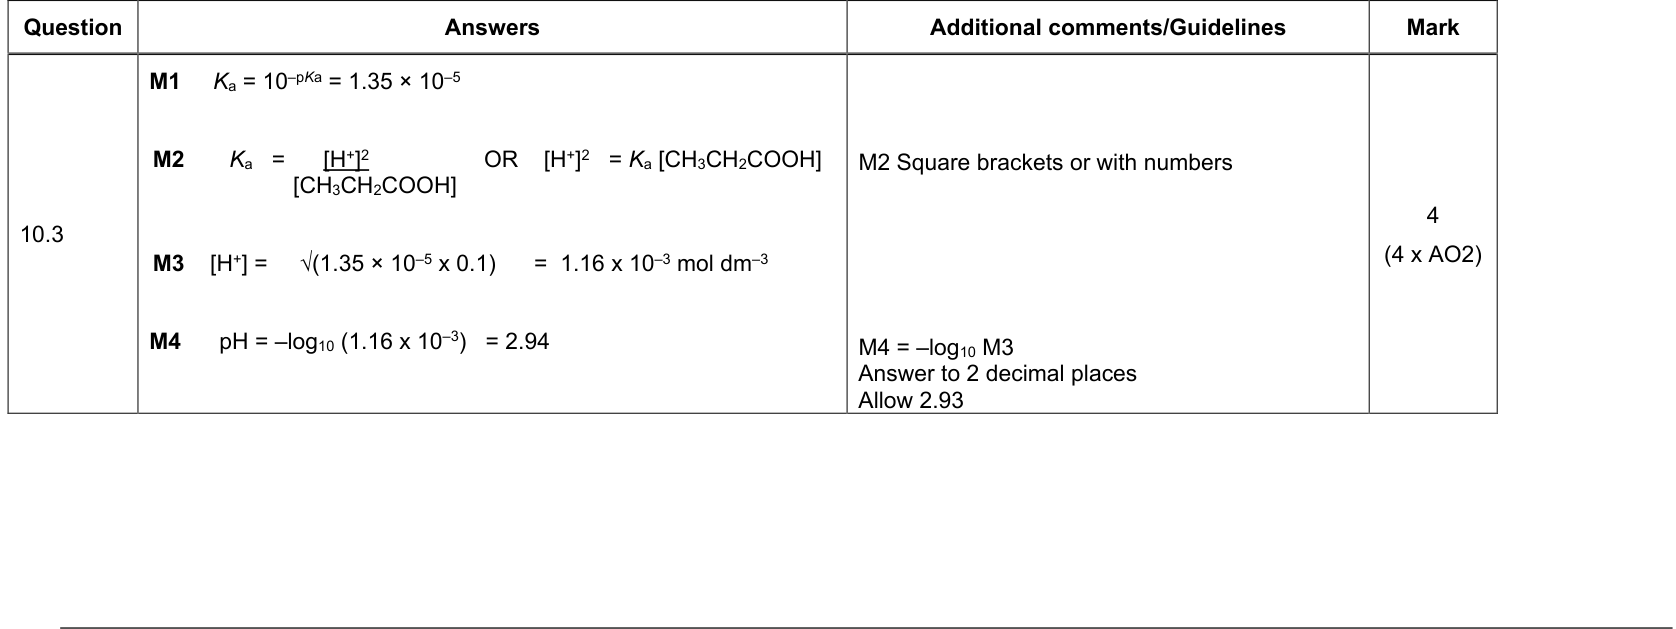 Question Answers Additional comments/Guidelines Mark
M1 Kₐ = 10⁻ᵖᴷᵃ = 1.35 × 10⁻⁵
M2 Kₐ = [H⁺]² OR [H⁺]² = Kₐ [CH₃CH₂COOH] M2 Square brackets or with numbers
[CH₃CH₂COOH]
4
10.3
(4 x AO2)
M3 [H⁺] = √(1.35 × 10⁻⁵ x 0.1) = 1.16 x 10⁻³ mol dm⁻³
M4 pH = –log₁₀ (1.16 x 10⁻³) = 2.94
M4 = –log₁₀ M3
Answer to 2 decimal places
Allow 2.93